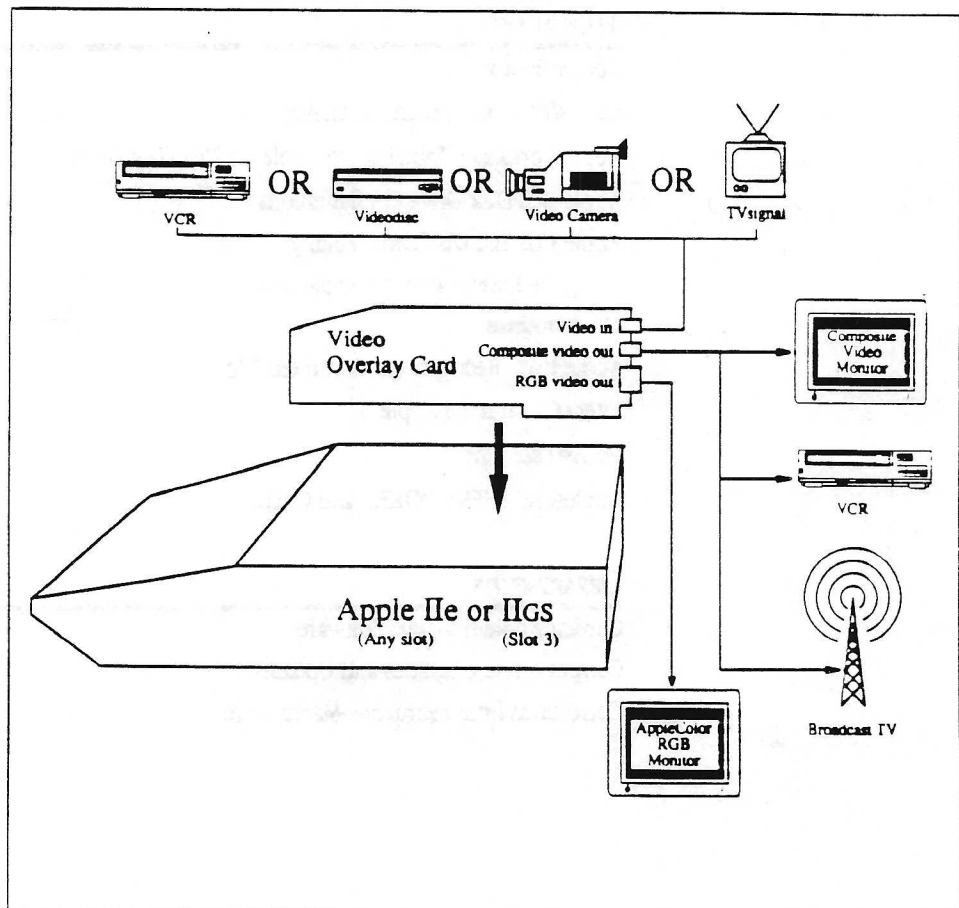 OR OR OR
VCR
Videodisc
Video Camera
TVsignal
Video
Overlay Card
Video in
Composite video out
RGB video out
Composite
Video
Monitor
VCR
Apple IIe or IIGS
(Any slot) (Slot 3)
AppleColor
RGB
Monitor
Broadcast TV